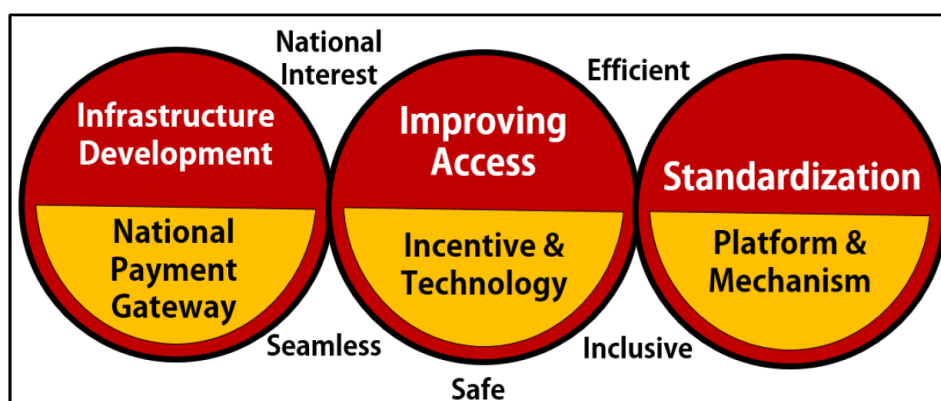 National
Interest
Efficient
Infrastructure
Development
Improving
Access
Standardization
National
Payment
Gateway
Incentive &
Technology
Platform &
Mechanism
Seamless
Inclusive
Safe